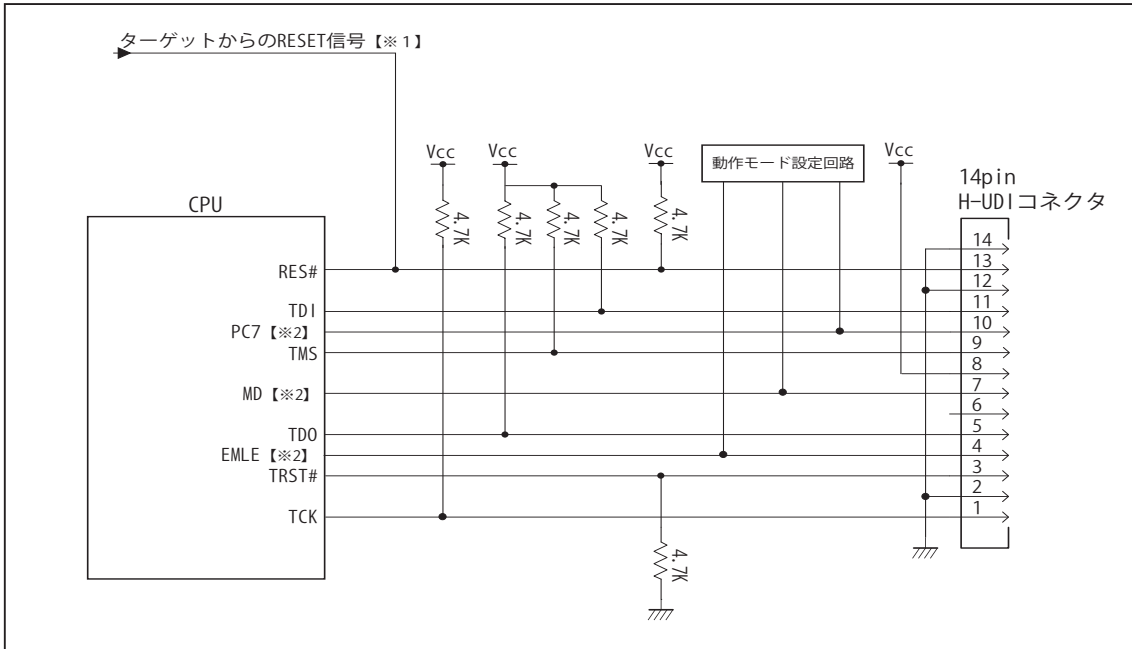 ターゲットからのRESET信号【※1】
Vcc
Vcc
Vcc
動作モード設定回路
Vcc
14pin
H-UDIコネクタ
CPU
4.7K
4.7K
4.7K
4.7K
4.7K
RES#
TDI
PC7【※2】
TMS
MD【※2】
TDO
EMLE【※2】
TRST#
TCK
14
13
12
11
10
9
8
7
6
5
4
3
2
1
4.7K